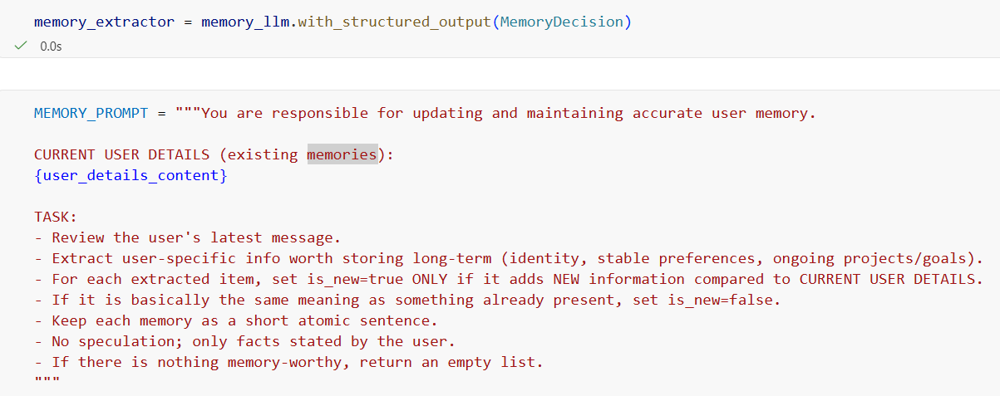 memory_extractor = memory_llm.with_structured_output(MemoryDecision)
0.0s
MEMORY_PROMPT = """You are responsible for updating and maintaining accurate user memory.
CURRENT USER DETAILS (existing memories):
{user_details_content}
TASK:
- Review the user's latest message.
- Extract user-specific info worth storing long-term (identity, stable preferences, ongoing projects/goals).
- For each extracted item, set is_new=true ONLY if it adds NEW information compared to CURRENT USER DETAILS.
- If it is basically the same meaning as something already present, set is_new=false.
- Keep each memory as a short atomic sentence.
- No speculation; only facts stated by the user.
- If there is nothing memory-worthy, return an empty list.
"""